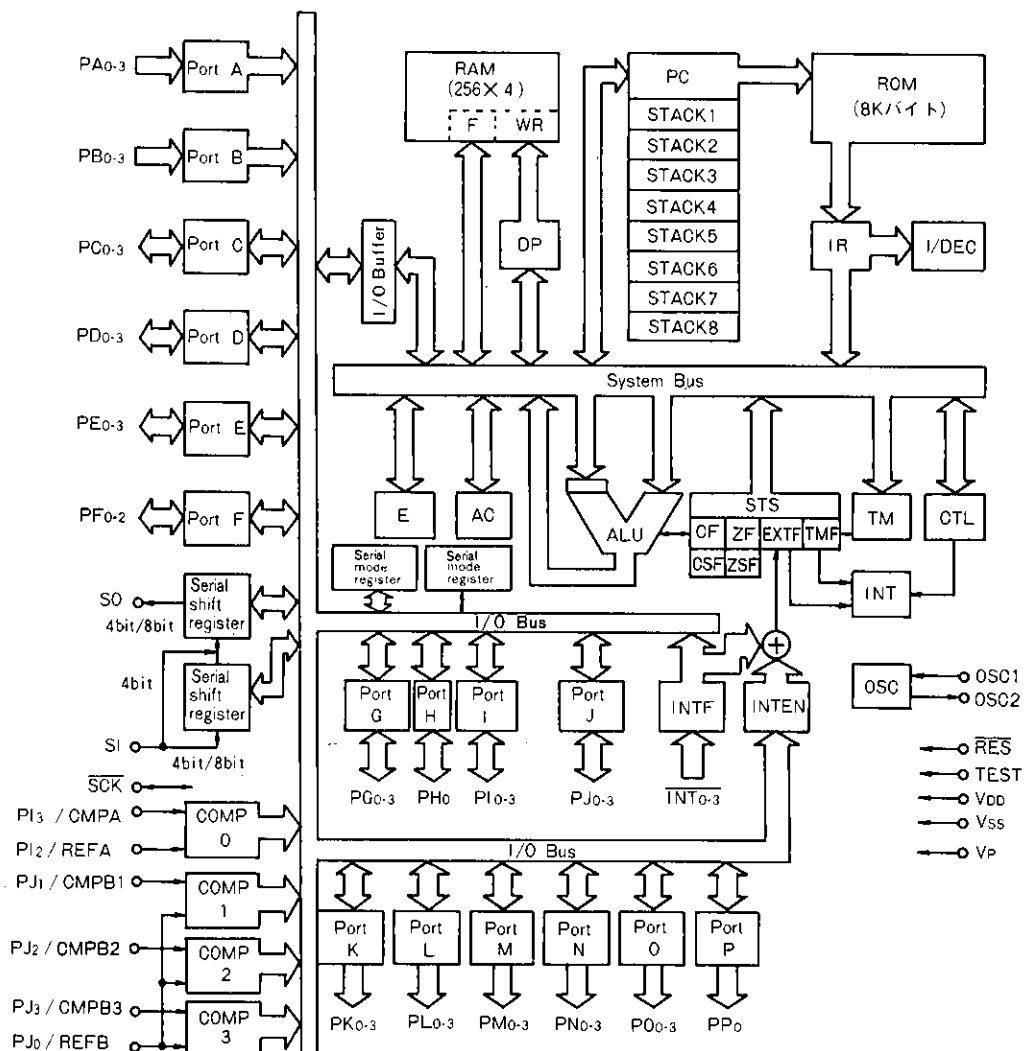 PA0-3
Port A
PB0-3
Port B
PC0-3
Port C
PD0-3
Port D
PE0-3
Port E
PF0-2
Port F
SO
Serial
shift
register
4bit/8bit
4bit
Serial
shift
register
SI
4bit/8bit
SCK
PI3 / CMPA
PI2 / REFA
COMP
0
PJ1 / CMPB1
COMP
1
PJ2 / CMPB2
COMP
2
PJ3 / CMPB3
PJ0 / REFB
COMP
3
RAM
(256×4)
F
WR
DP
I/O Buffer
PC
STACK1
STACK2
STACK3
STACK4
STACK5
STACK6
STACK7
STACK8
ROM
(8Kバイト)
IR
I/DEC
System Bus
E
AC
ALU
STS
CF
ZF
EXTF
TMF
CSF
ZSF
TM
CTL
INT
Serial
mode
register
Serial
mode
register
I/O Bus
Port
G
Port
H
Port
I
Port
J
INTF
INTEN
PG0-3
PH0
PI0-3
PJ0-3
INT0-3
OSC
OSC1
OSC2
RES
TEST
VDD
VSS
VP
I/O Bus
Port
K
Port
L
Port
M
Port
N
Port
O
Port
P
PK0-3
PL0-3
PM0-3
PN0-3
PO0-3
PP0